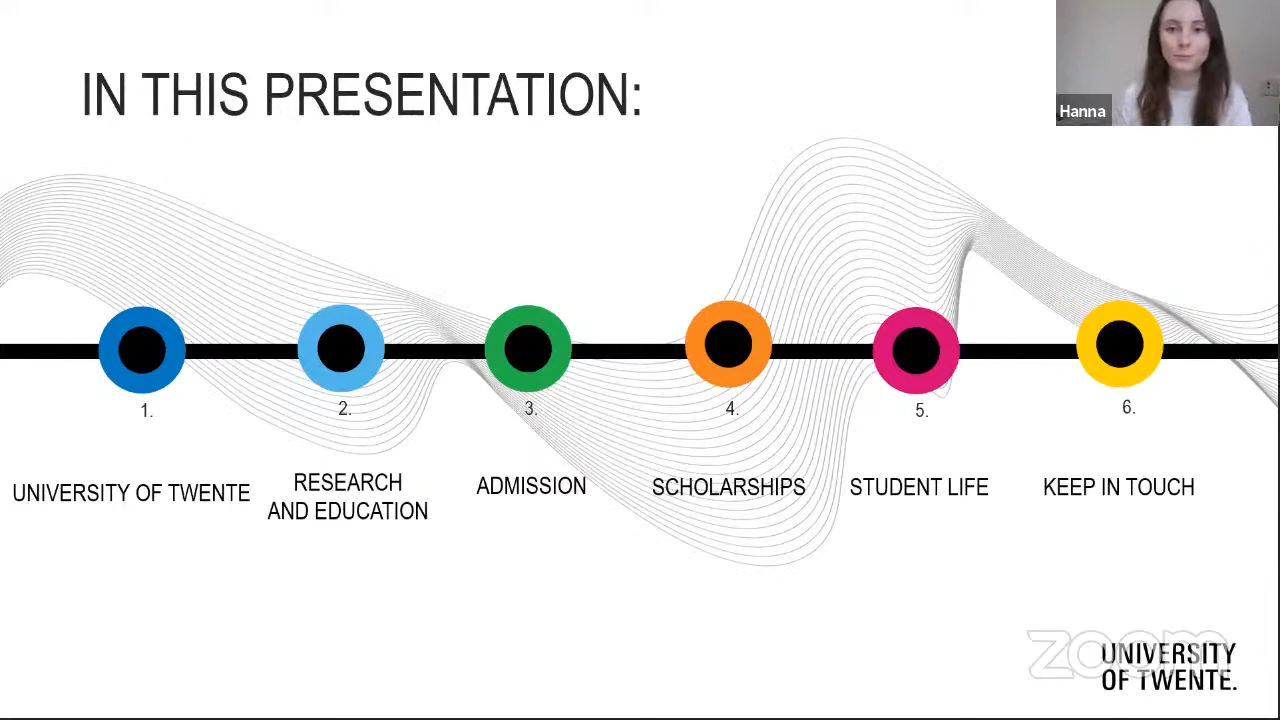 IN THIS PRESENTATION:
Hanna
1.
2.
3.
4.
5.
6.
UNIVERSITY OF TWENTE
RESEARCH
AND EDUCATION
ADMISSION
SCHOLARSHIPS
STUDENT LIFE
KEEP IN TOUCH
zoom
UNIVERSITY
OF TWENTE.